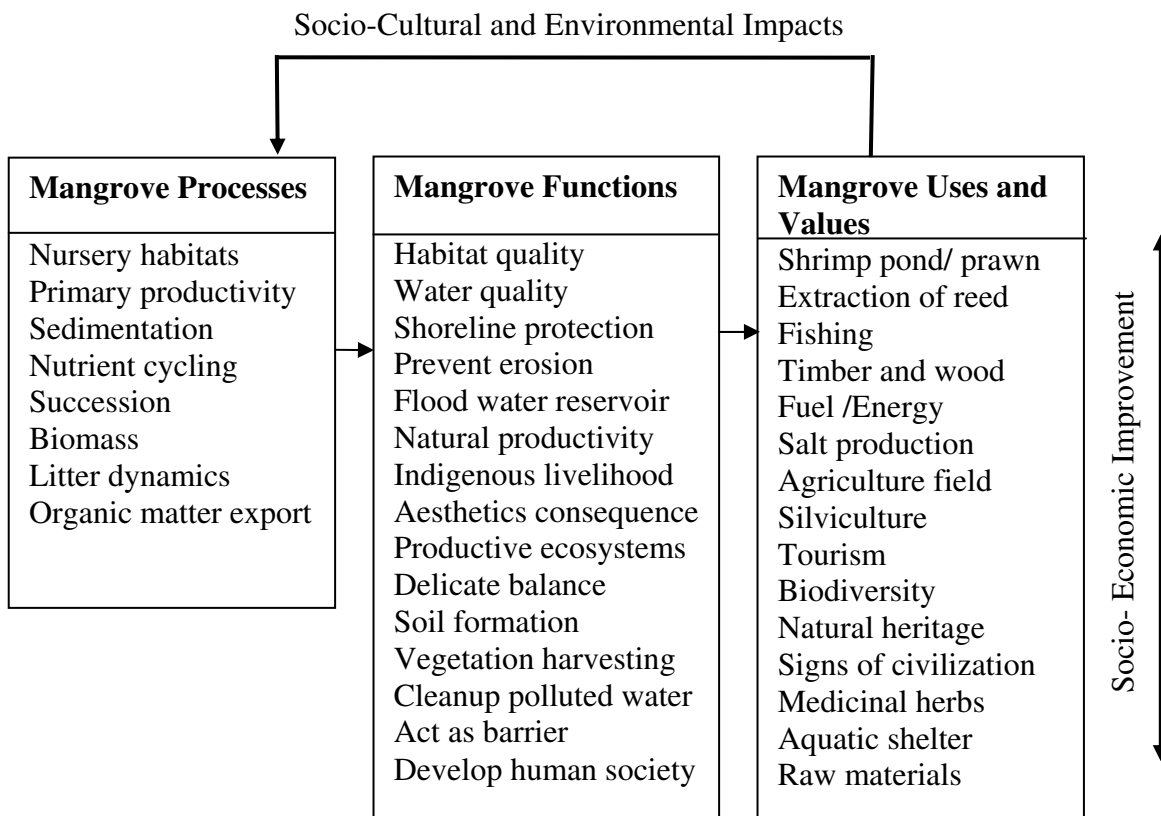 Socio-Cultural and Environmental Impacts
Mangrove Processes
Nursery habitats
Primary productivity
Sedimentation
Nutrient cycling
Succession
Biomass
Litter dynamics
Organic matter export
Mangrove Functions
Habitat quality
Water quality
Shoreline protection
Prevent erosion
Flood water reservoir
Natural productivity
Indigenous livelihood
Aesthetics consequence
Productive ecosystems
Delicate balance
Soil formation
Vegetation harvesting
Cleanup polluted water
Act as barrier
Develop human society
Mangrove Uses and
Values
Shrimp pond/ prawn
Extraction of reed
Fishing
Timber and wood
Fuel /Energy
Salt production
Agriculture field
Silviculture
Tourism
Biodiversity
Natural heritage
Signs of civilization
Medicinal herbs
Aquatic shelter
Raw materials
Socio- Economic Improvement